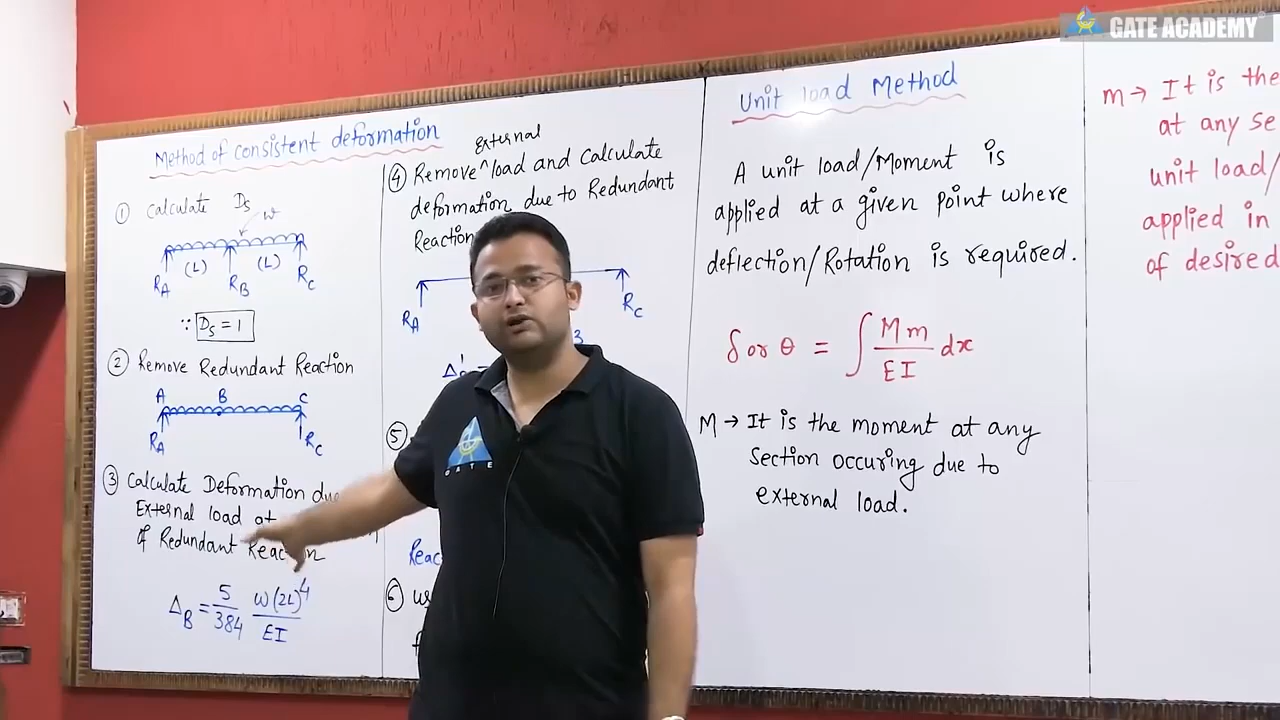 GATE ACADEMY
Method of consistent deformation
① Calculate Ds
w
(L) (L)
RA RB RC
∵ Ds = 1
② Remove Redundant Reaction
A B C
RA RC
③ Calculate Deformation due
External load at
of Redundant Reaction
ΔB = 5/384 w(2L)^4/EI
External
④ Remove ^ load and Calculate
deformation due to Redundant
Reaction
RA RC
3
⑤
Reac
⑥
GATE
Unit load Method
A unit load/Moment is
applied at a given point where
deflection/Rotation is required.
δ or θ = ∫ Mm/EI dx
M → It is the moment at any
section occuring due to
external load.
m → It is the
at any se
unit load/
applied in
of desired